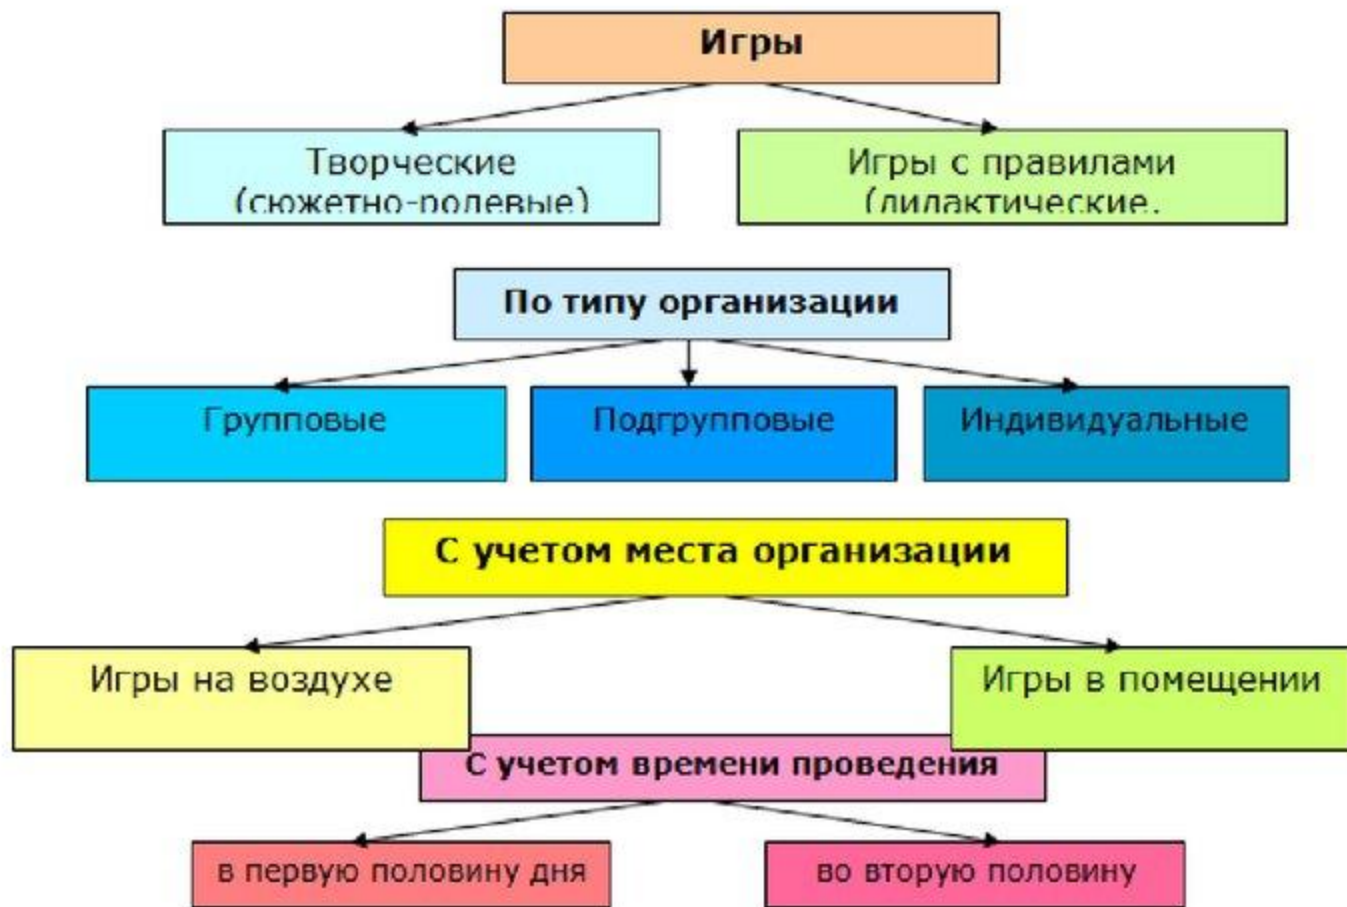 Игры
Творческие
(сюжетно-ролевые)
Игры с правилами
(дидактические,
По типу организации
Групповые
Подгрупповые
Индивидуальные
С учетом места организации
Игры на воздухе
Игры в помещении
С учетом времени проведения
в первую половину дня
во вторую половину